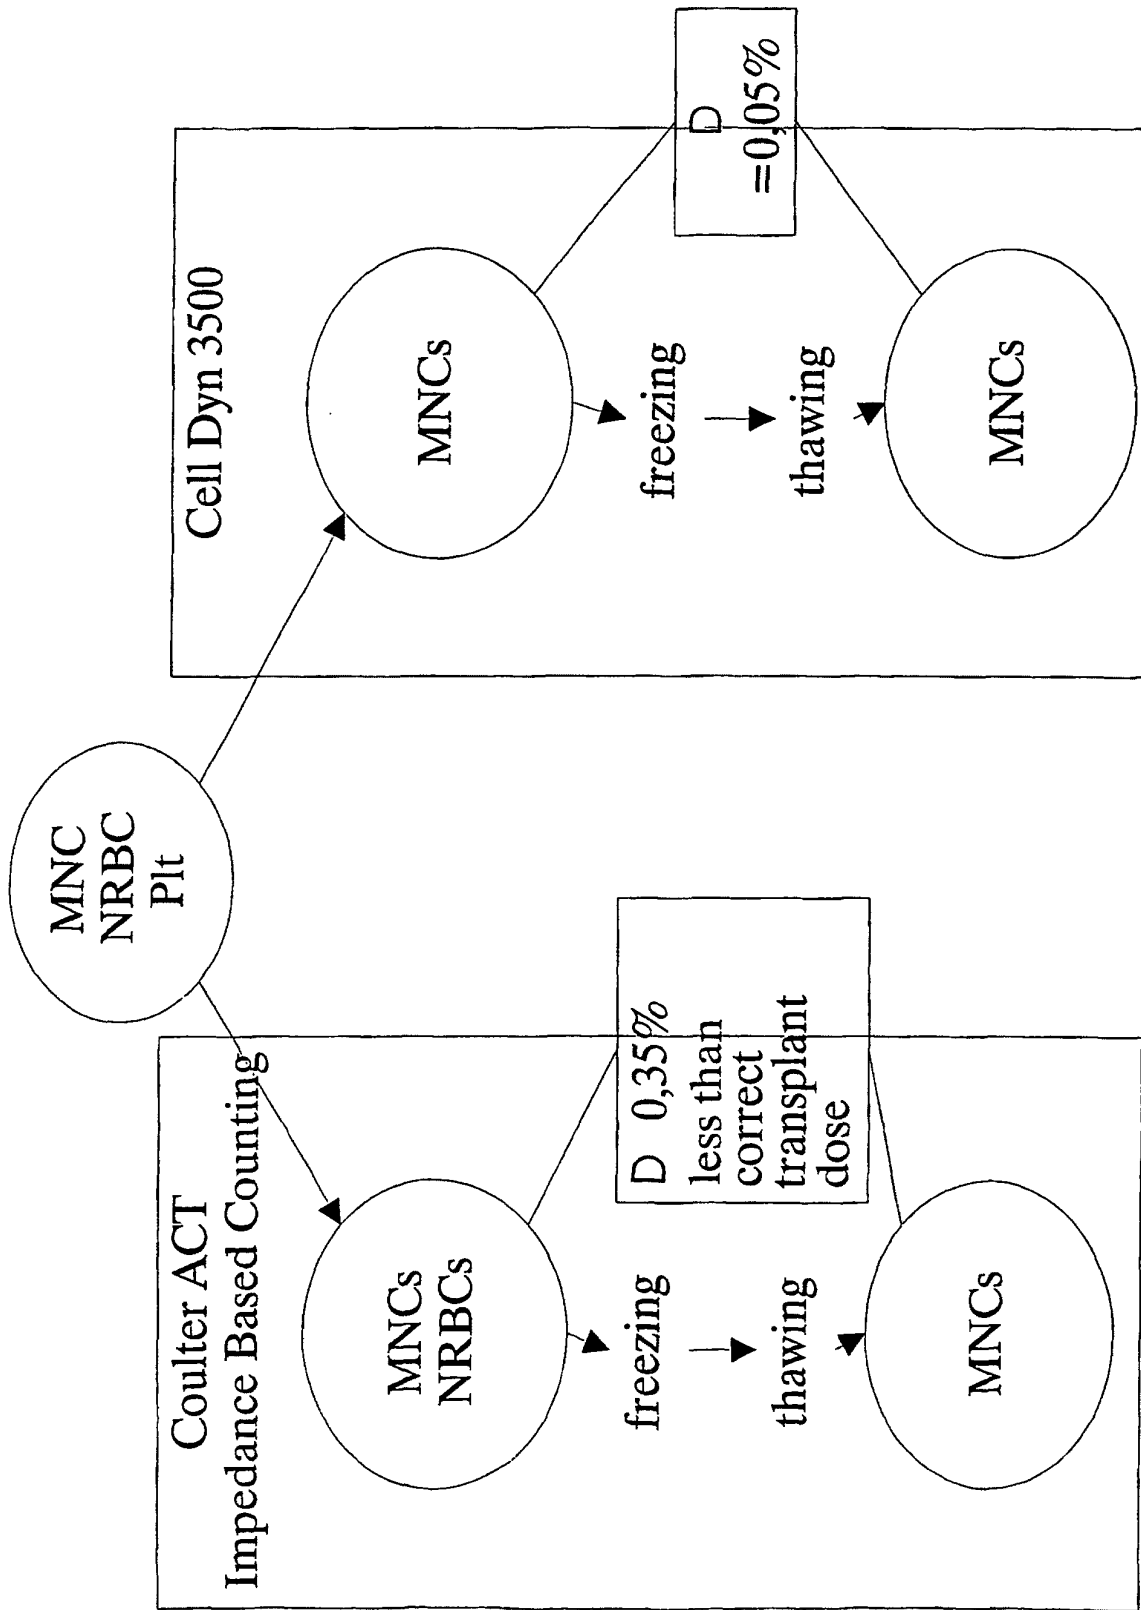 MNC
NRBC
Plt
Coulter ACT
Impedance Based Counting
MNCs
NRBCs
freezing
thawing
MNCs
D 0,35%
less than
correct
transplant
dose
Cell Dyn 3500
MNCs
freezing
thawing
MNCs
D
=0,05%